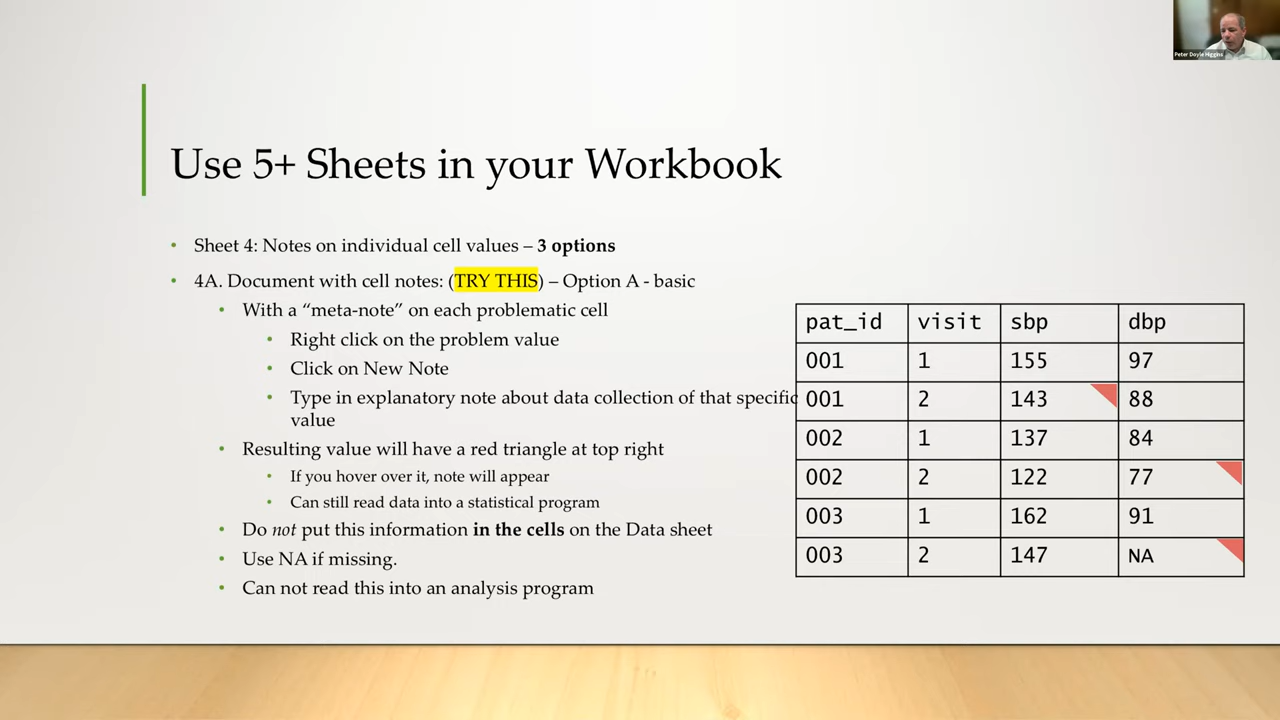 Peter Doyle Higgins
Use 5+ Sheets in your Workbook
• Sheet 4: Notes on individual cell values – 3 options
• 4A. Document with cell notes: (TRY THIS) – Option A - basic
• With a “meta-note” on each problematic cell
• Right click on the problem value
• Click on New Note
• Type in explanatory note about data collection of that specific
value
• Resulting value will have a red triangle at top right
• If you hover over it, note will appear
• Can still read data into a statistical program
• Do not put this information in the cells on the Data sheet
• Use NA if missing.
• Can not read this into an analysis program
pat_id visit sbp dbp
001 1 155 97
001 2 143 88
002 1 137 84
002 2 122 77
003 1 162 91
003 2 147 NA